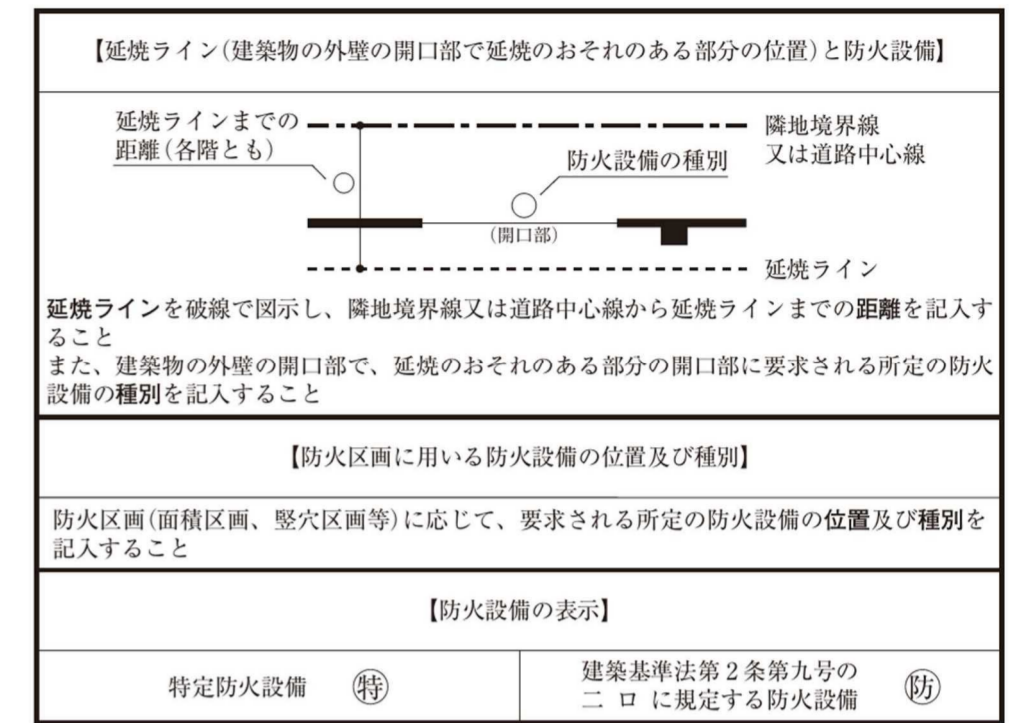 【延焼ライン(建築物の外壁の開口部で延焼のおそれのある部分の位置)と防火設備】
延焼ラインまでの
距離(各階とも)
隣地境界線
又は道路中心線
防火設備の種別
(開口部)
延焼ライン
延焼ラインを破線で図示し、隣地境界線又は道路中心線から延焼ラインまでの距離を記入す
ること
また、建築物の外壁の開口部で、延焼のおそれのある部分の開口部に要求される所定の防火
設備の種別を記入すること
【防火区画に用いる防火設備の位置及び種別】
防火区画(面積区画、竪穴区画等)に応じて、要求される所定の防火設備の位置及び種別を
記入すること
【防火設備の表示】
特定防火設備 ㊕
建築基準法第2条第九号の
二 ロ に規定する防火設備 防